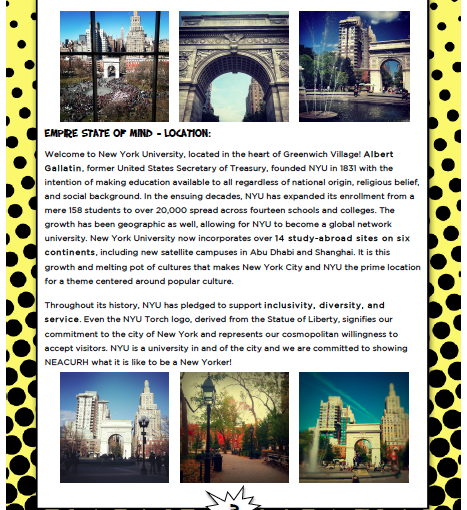 EMPIRE STATE OF MIND - LOCATION:
Welcome to New York University, located in the heart of Greenwich Village! Albert
Gallatin, former United States Secretary of Treasury, founded NYU in 1831 with the
intention of making education available to all regardless of national origin, religious belief,
and social background. In the ensuing decades, NYU has expanded its enrollment from a
mere 158 students to over 20,000 spread across fourteen schools and colleges. The
growth has been geographic as well, allowing for NYU to become a global network
university. New York University now incorporates over 14 study-abroad sites on six
continents, including new satellite campuses in Abu Dhabi and Shanghai. It is this
growth and melting pot of cultures that makes New York City and NYU the prime location
for a theme centered around popular culture.
Throughout its history, NYU has pledged to support inclusivity, diversity, and
service. Even the NYU Torch logo, derived from the Statue of Liberty, signifies our
commitment to the city of New York and represents our cosmopolitan willingness to
accept visitors. NYU is a university in and of the city and we are committed to showing
NEACURH what it is like to be a New Yorker!